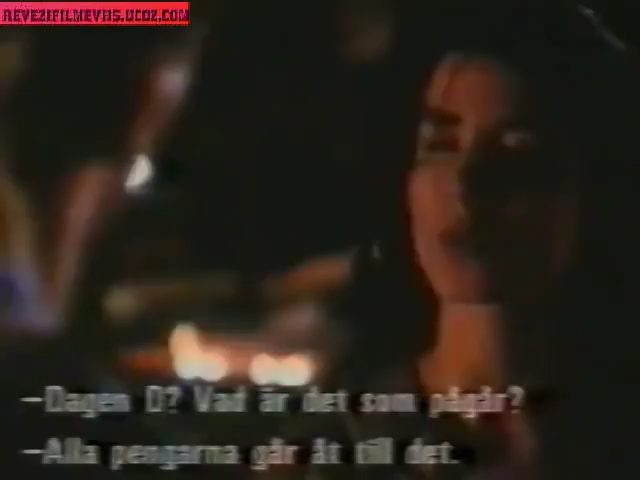 REVEZIFILMEVHS.UCOZ.COM
-Dagen D? Vad är det som pågår?
-Alla pengarna går åt till det.